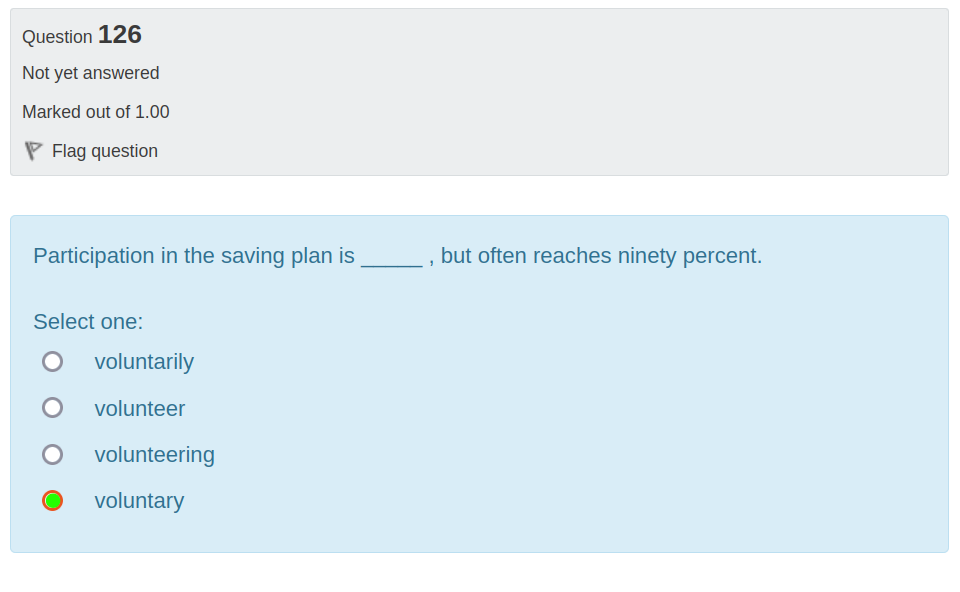 Question 126
Not yet answered
Marked out of 1.00
Flag question
Participation in the saving plan is _____ , but often reaches ninety percent.
Select one:
voluntarily
volunteer
volunteering
voluntary